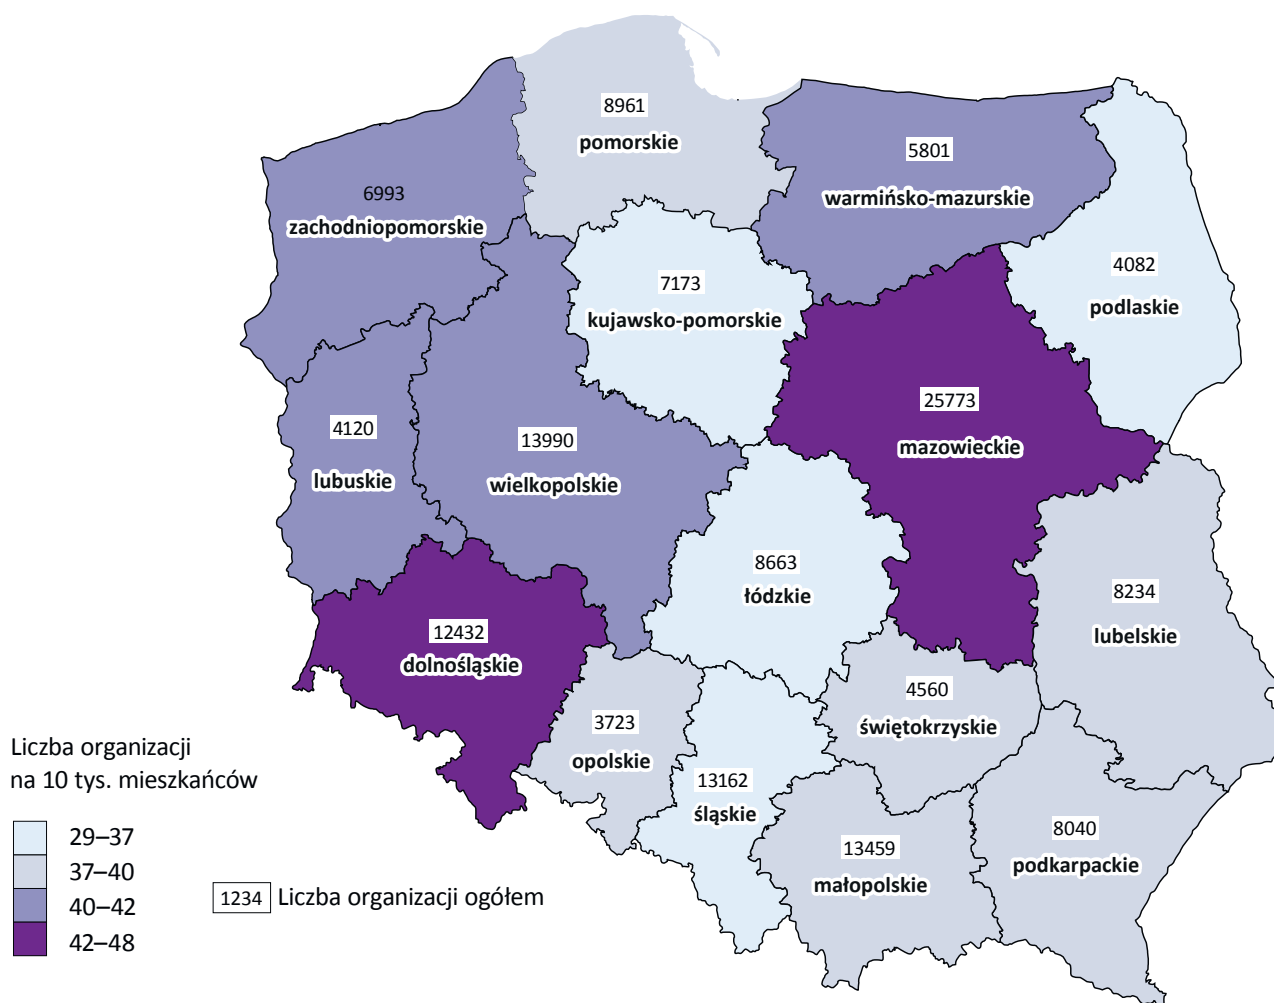 8961
pomorskie
5801
warmińsko-mazurskie
6993
zachodniopomorskie
4082
podlaskie
7173
kujawsko-pomorskie
25773
mazowieckie
4120
lubuskie
13990
wielkopolskie
8663
łódzkie
8234
lubelskie
12432
dolnośląskie
4560
świętokrzyskie
3723
opolskie
13162
śląskie
13459
małopolskie
8040
podkarpackie
Liczba organizacji
na 10 tys. mieszkańców
29–37
37–40
40–42
42–48
1234 Liczba organizacji ogółem